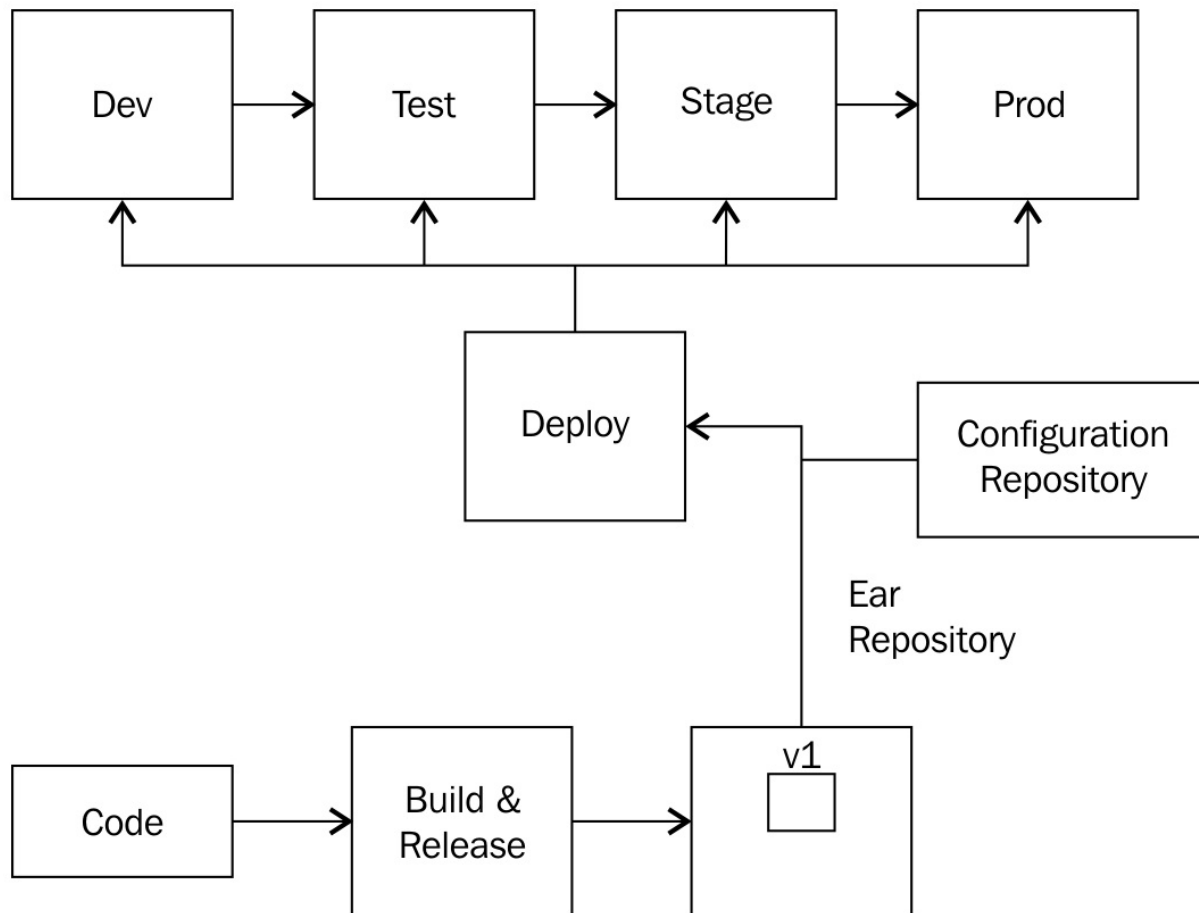 Dev
Test
Stage
Prod
Deploy
Configuration
Repository
Ear
Repository
v1
Code
Build &
Release